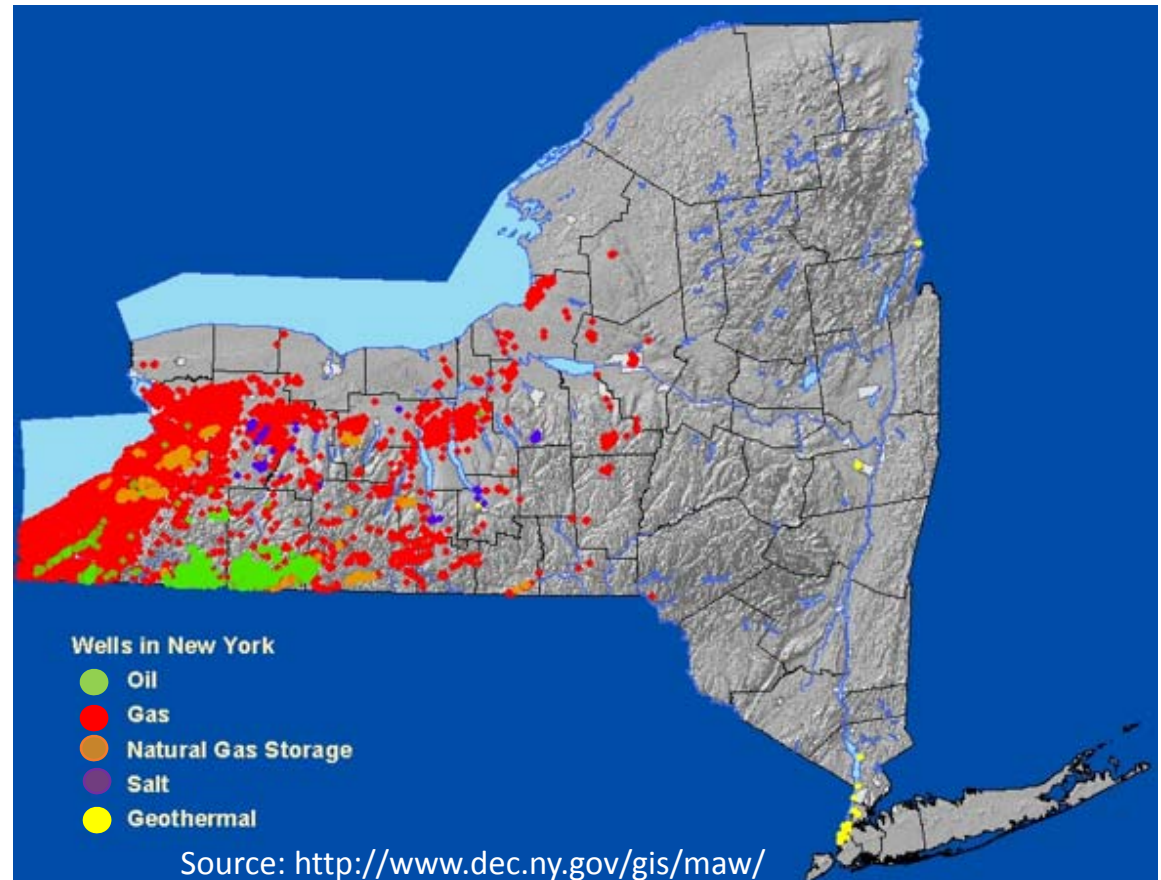 Wells in New York
Oil
Gas
Natural Gas Storage
Salt
Geothermal
Source: http://www.dec.ny.gov/gis/maw/